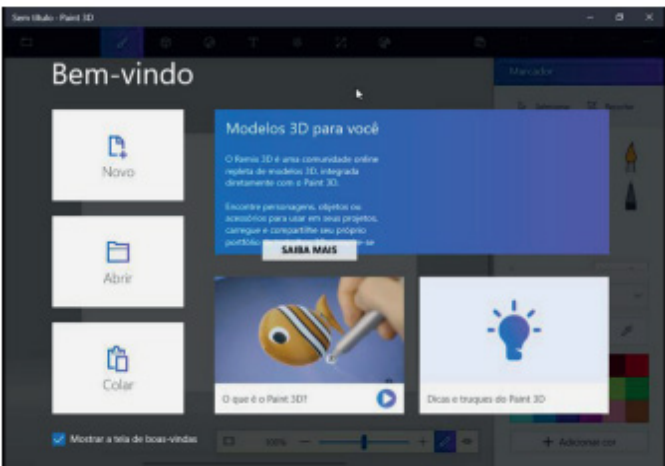 Sem título - Paint 3D
Bem-vindo
Marcador
Selecionar Recortar
Novo
Modelos 3D para você
O Remix 3D é uma comunidade online
repleta de modelos 3D, integrada
diretamente com o Paint 3D.
Encontre personagens, objetos ou
acessórios para usar em seus projetos,
carregue e compartilhe seu próprio
portfólio
SAIBA MAIS
Abrir
Colar
O que é o Paint 3D?
Dicas e truques do Paint 3D
Mostrar a tela de boas-vindas
100%
Adicionar cor